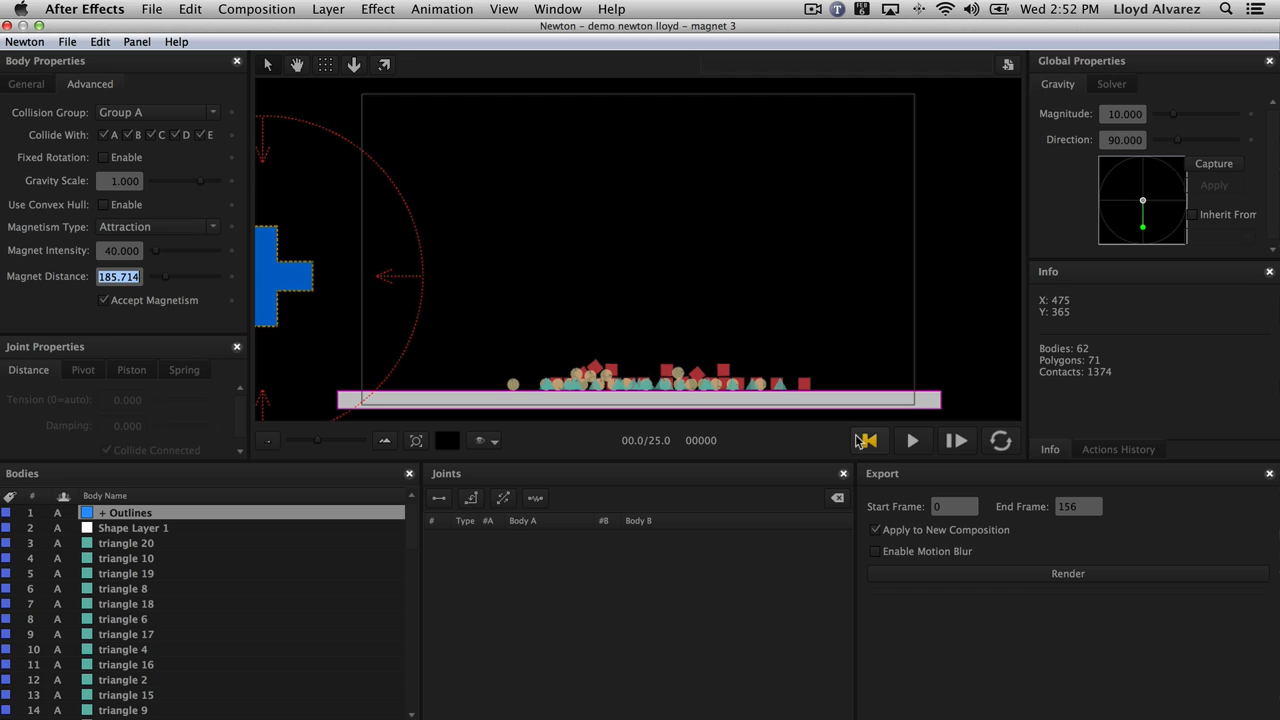 After Effects File Edit Composition Layer Effect Animation View Window Help Wed 2:52 PM Lloyd Alvarez
Newton – demo newton lloyd – magnet 3
Newton File Edit Panel Help
Body Properties
General Advanced
Collision Group: Group A
Collide With: A B C D E
Fixed Rotation: Enable
Gravity Scale: 1.000
Use Convex Hull: Enable
Magnetism Type: Attraction
Magnet Intensity: 40.000
Magnet Distance: 185.714
Accept Magnetism
Joint Properties
Distance Pivot Piston Spring
Tension (0=auto): 0.000
Damping: 0.000
Collide Connected
00.0/25.0 00000
Global Properties
Gravity Solver
Magnitude: 10.000
Direction: 90.000
Capture
Apply
Inherit From
Info
X: 475
Y: 365
Bodies: 62
Polygons: 71
Contacts: 1374
Info Actions History
Bodies
# Body Name
1 A + Outlines
2 A Shape Layer 1
3 A triangle 20
4 A triangle 10
5 A triangle 19
6 A triangle 8
7 A triangle 18
8 A triangle 6
9 A triangle 17
10 A triangle 4
11 A triangle 16
12 A triangle 2
13 A triangle 15
14 A triangle 9
Joints
# Type #A Body A #B Body B
Export
Start Frame: 0 End Frame: 156
Apply to New Composition
Enable Motion Blur
Render